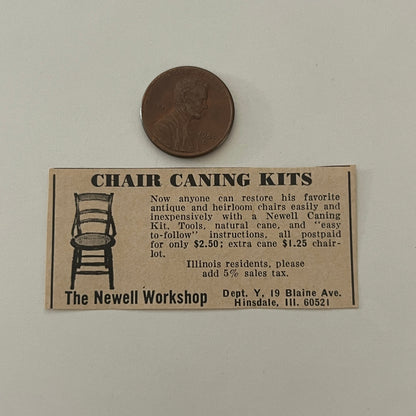 CHAIR CANING KITS
Now anyone can restore his favorite
antique and heirloom chairs easily and
inexpensively with a Newell Caning
Kit. Tools, natural cane, and "easy
to-follow" instructions, all postpaid
for only $2.50; extra cane $1.25 chair-
lot.
Illinois residents, please
add 5% sales tax.
The Newell Workshop
Dept. Y, 19 Blaine Ave.
Hinsdale, Ill. 60521